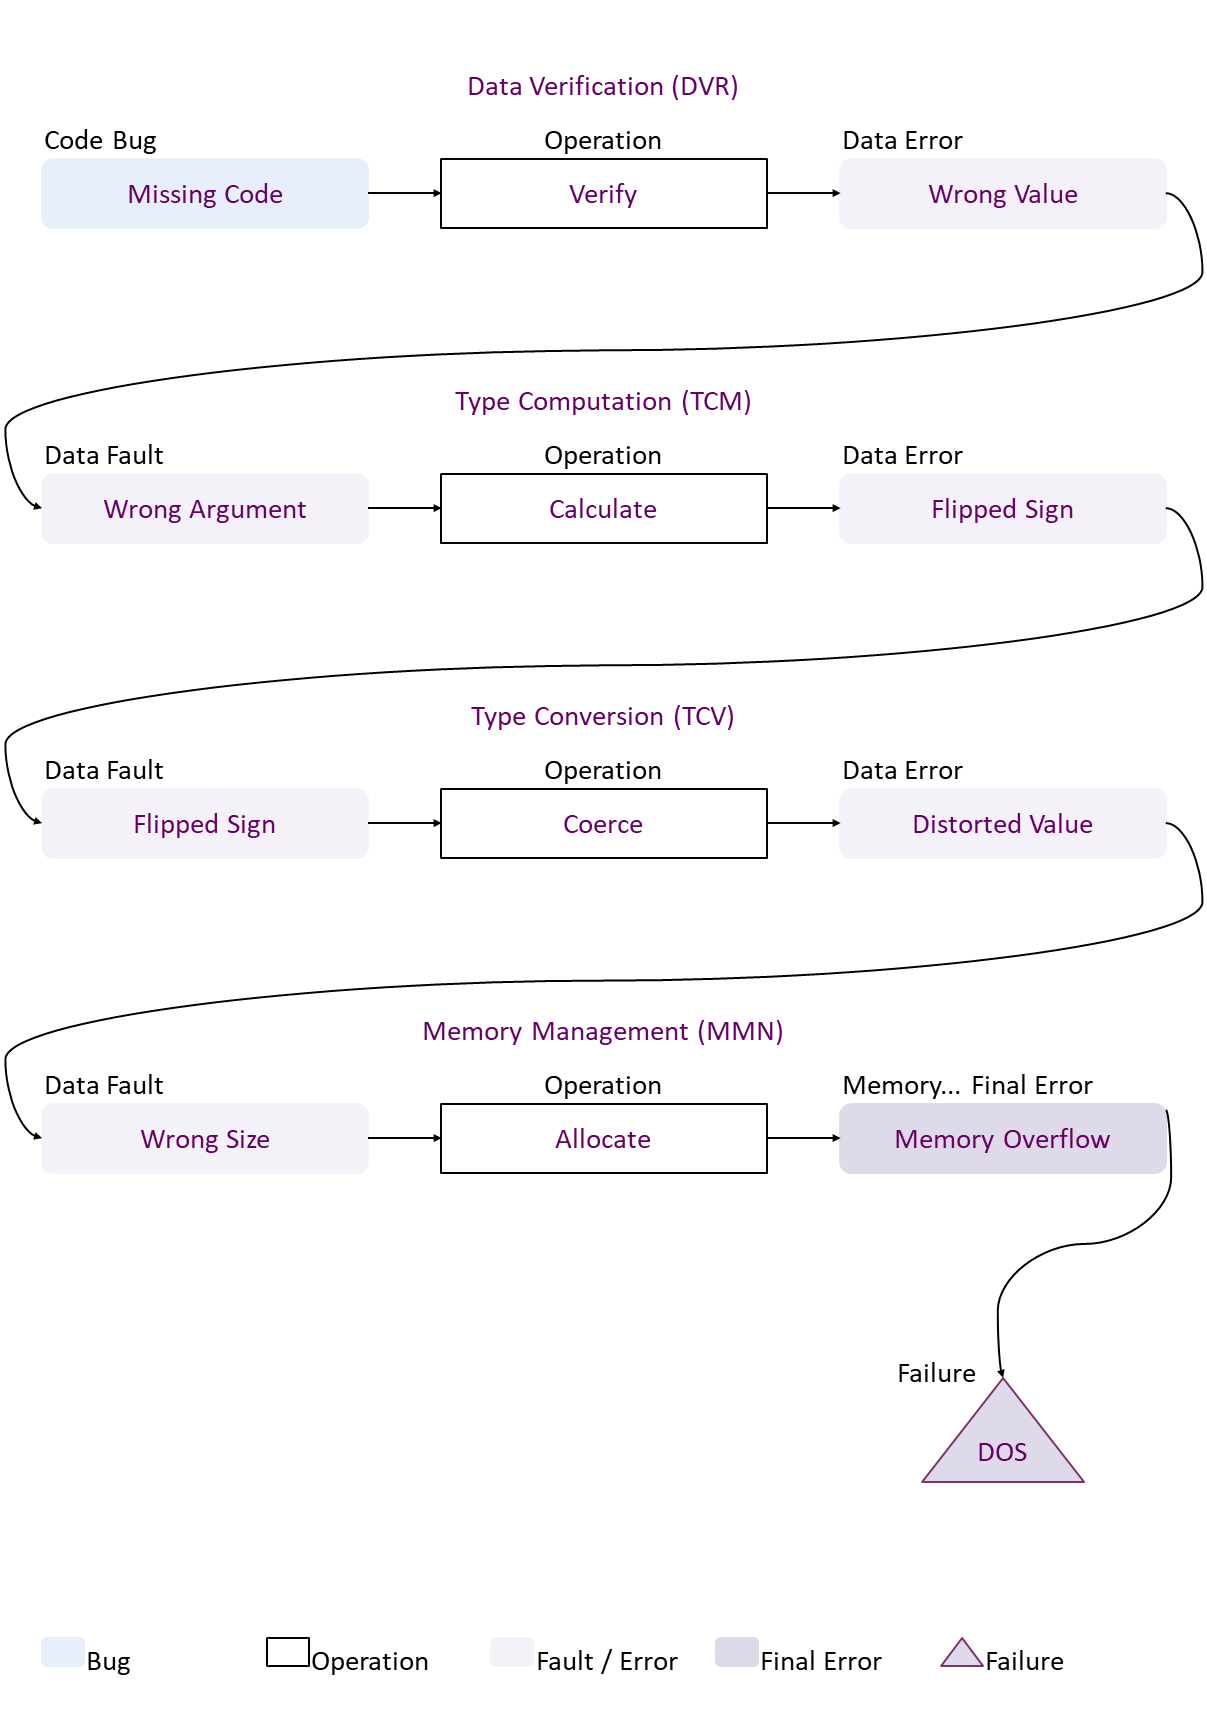 Data Verification (DVR)
Code Bug Operation Data Error
Missing Code Verify Wrong Value
Type Computation (TCM)
Data Fault Operation Data Error
Wrong Argument Calculate Flipped Sign
Type Conversion (TCV)
Data Fault Operation Data Error
Flipped Sign Coerce Distorted Value
Memory Management (MMN)
Data Fault Operation Memory... Final Error
Wrong Size Allocate Memory Overflow
Failure
DOS
Bug Operation Fault / Error Final Error Failure